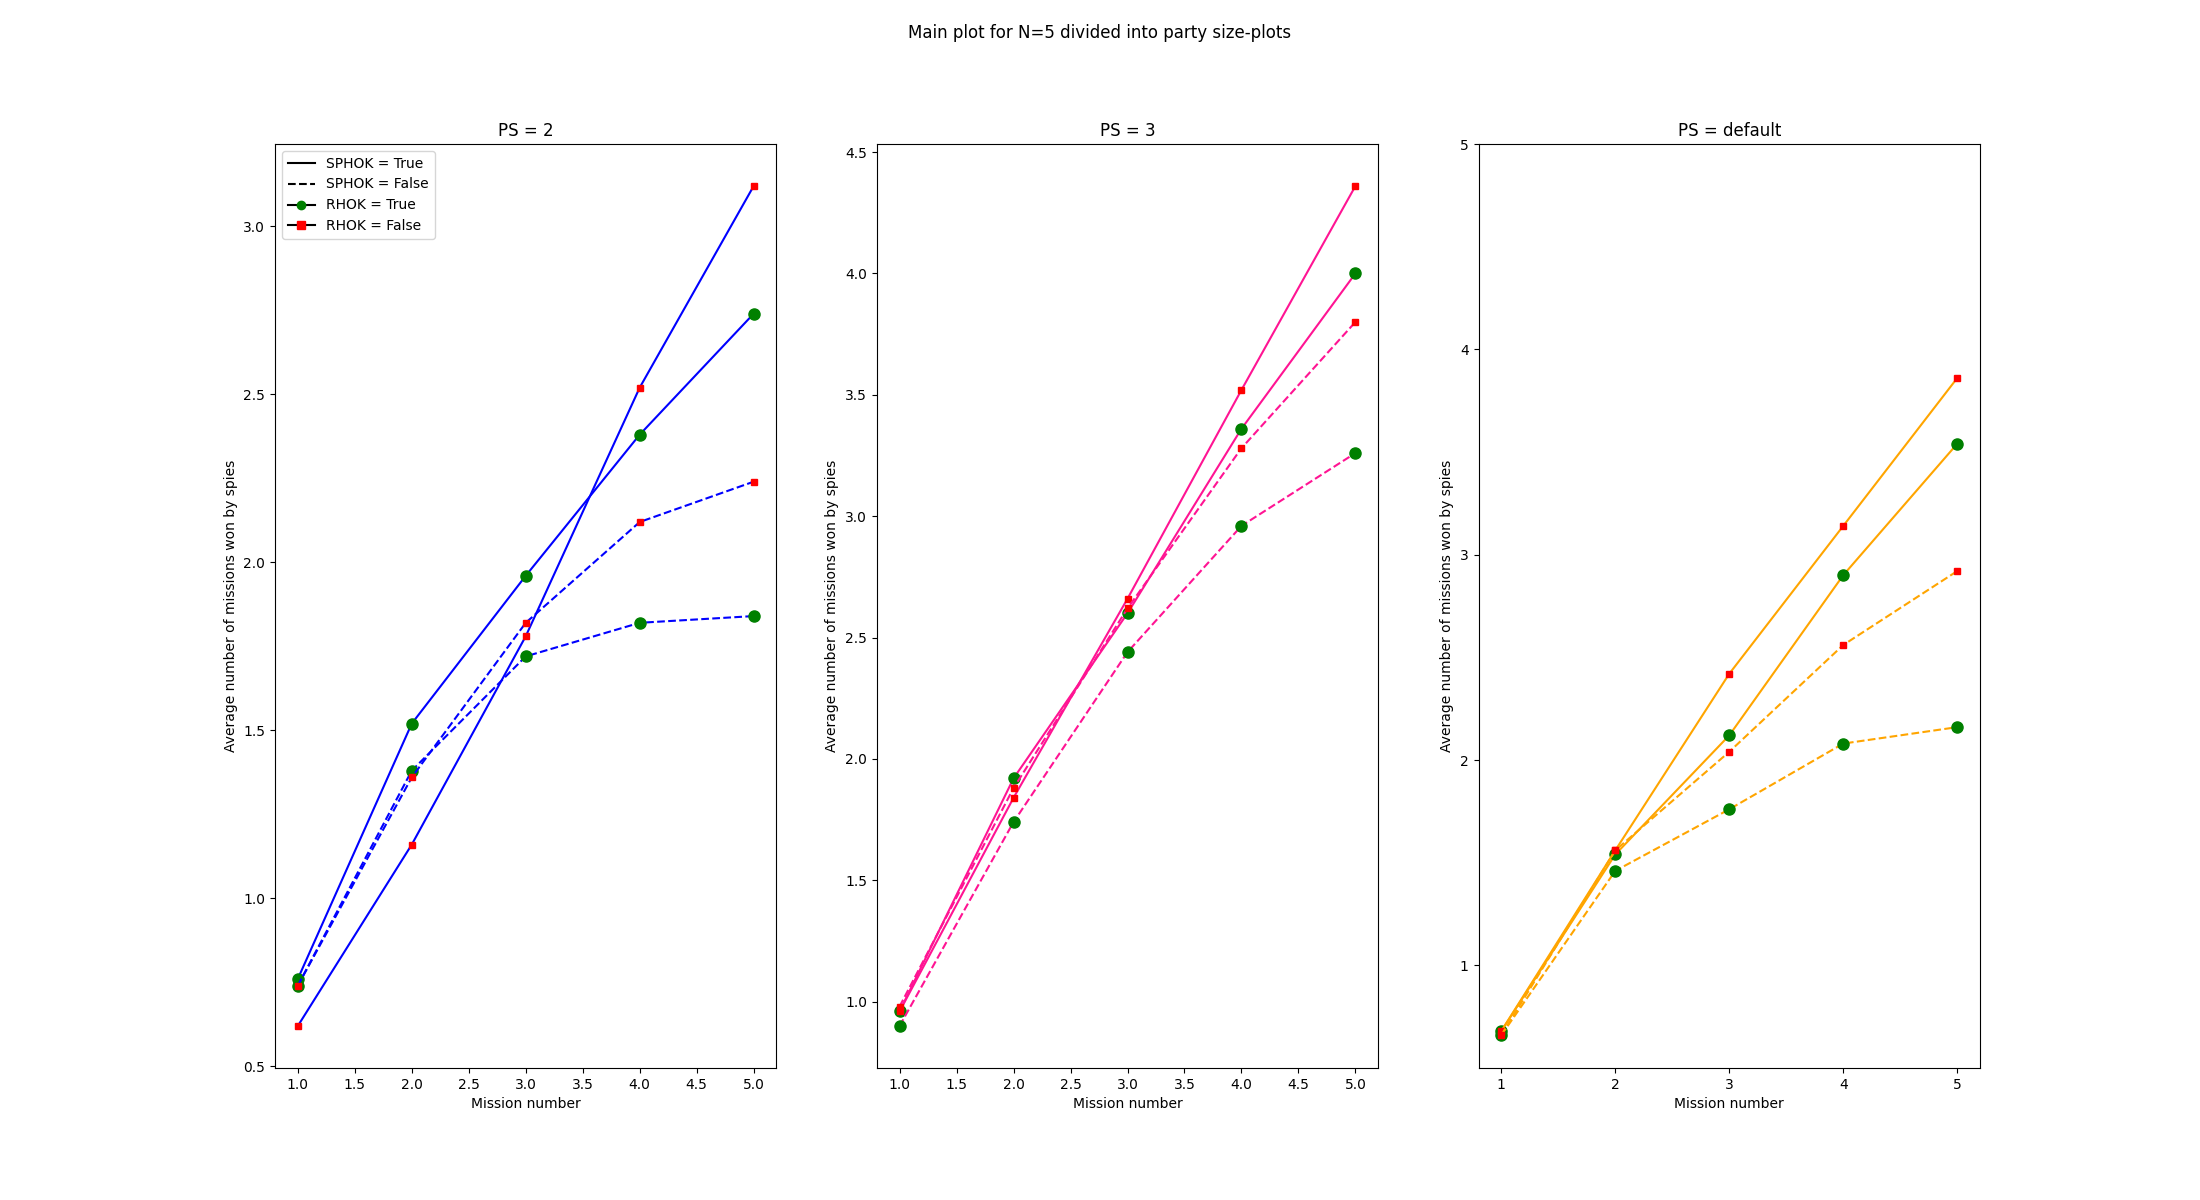 Main plot for N=5 divided into party size-plots
PS = 2
SPHOK = True
SPHOK = False
RHOK = True
RHOK = False
Average number of missions won by spies
3.0
2.5
2.0
1.5
1.0
0.5
1.0 1.5 2.0 2.5 3.0 3.5 4.0 4.5 5.0
Mission number
PS = 3
Average number of missions won by spies
4.5
4.0
3.5
3.0
2.5
2.0
1.5
1.0
1.0 1.5 2.0 2.5 3.0 3.5 4.0 4.5 5.0
Mission number
PS = default
Average number of missions won by spies
5
4
3
2
1
1 2 3 4 5
Mission number